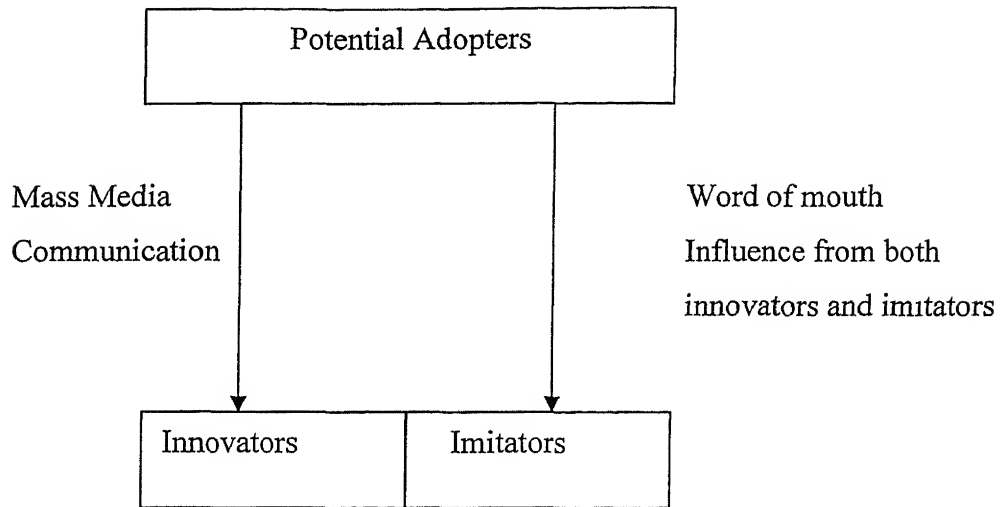 Potential Adopters
Mass Media
Communication
Word of mouth
Influence from both
innovators and imitators
Innovators
Imitators